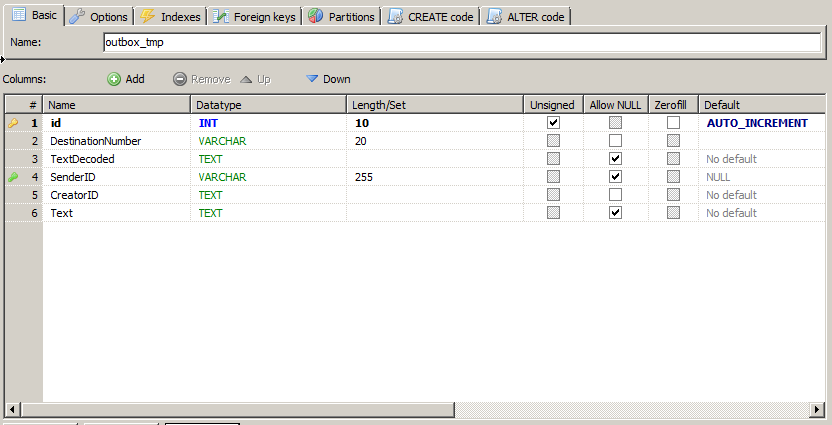 Basic Options Indexes Foreign keys Partitions CREATE code ALTER code
Name: outbox_tmp
Columns: Add Remove Up Down
# Name Datatype Length/Set Unsigned Allow NULL Zerofill Default
1 id INT 10 AUTO_INCREMENT
2 DestinationNumber VARCHAR 20
3 TextDecoded TEXT No default
4 SenderID VARCHAR 255 NULL
5 CreatorID TEXT No default
6 Text TEXT No default